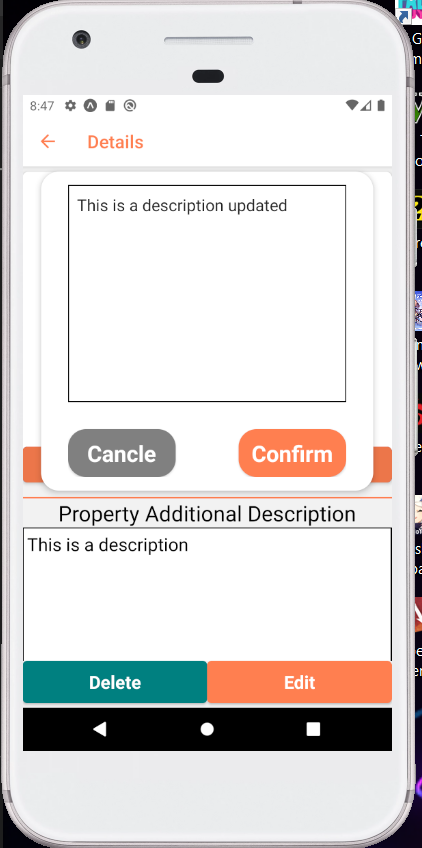 8:47
Details
This is a description updated
Cancle
Confirm
Property Additional Description
This is a description
Delete
Edit